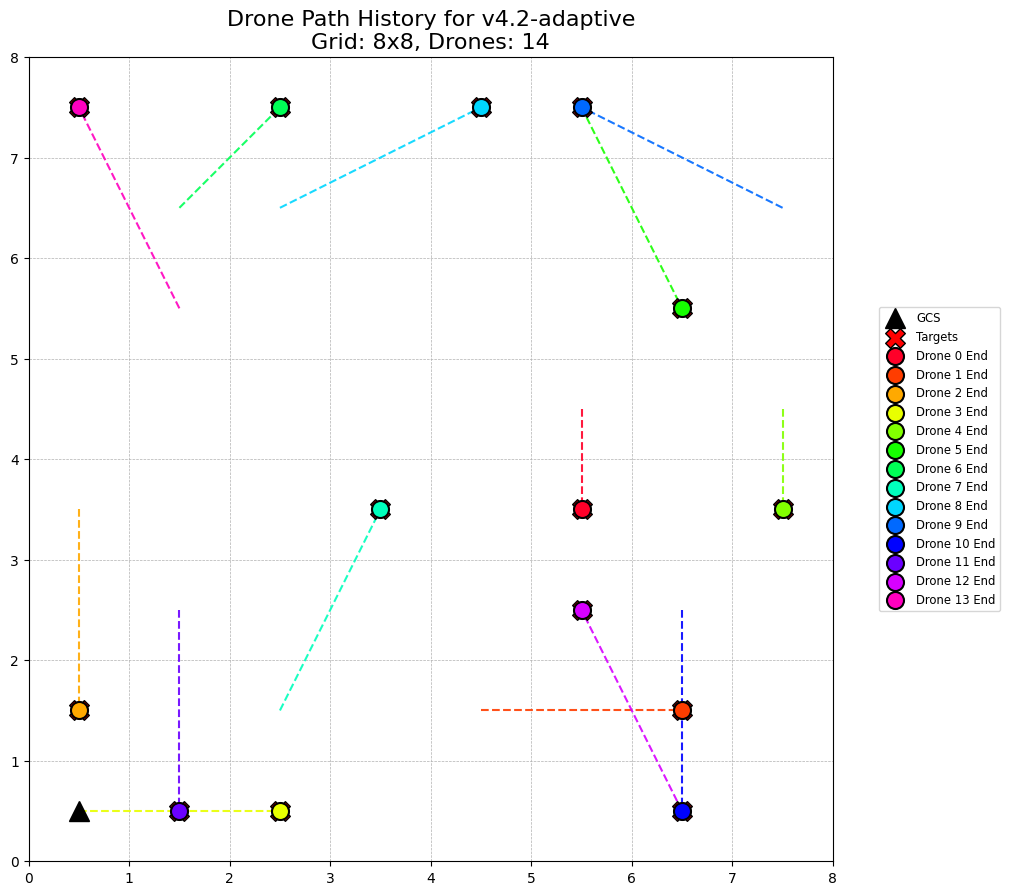 Drone Path History for v4.2-adaptive
Grid: 8x8, Drones: 14
8
7
6
5
4
3
2
1
0
0 1 2 3 4 5 6 7 8
GCS
Targets
Drone 0 End
Drone 1 End
Drone 2 End
Drone 3 End
Drone 4 End
Drone 5 End
Drone 6 End
Drone 7 End
Drone 8 End
Drone 9 End
Drone 10 End
Drone 11 End
Drone 12 End
Drone 13 End